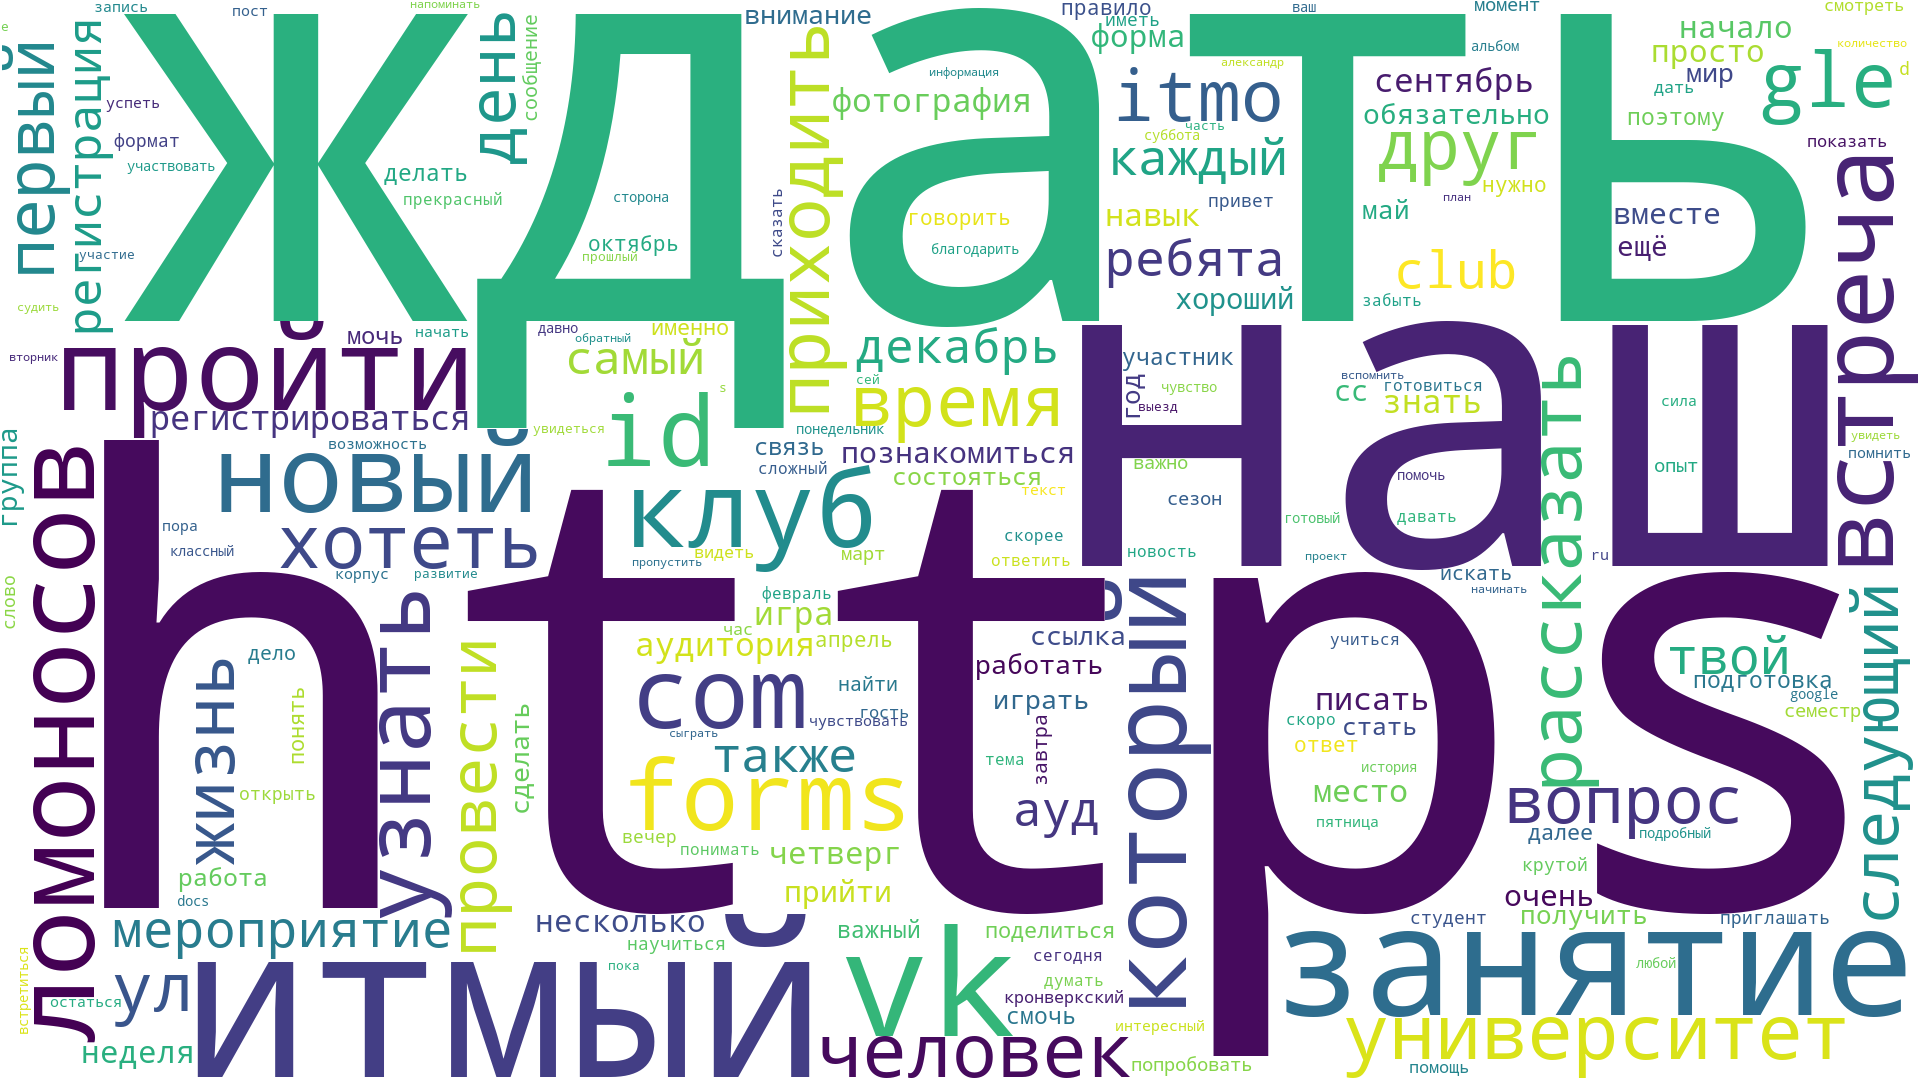 ждать
https
наш
итмый
занятие
ломоносов
пройти
новый
хотеть
клуб
id
com
forms
vk
человек
университет
который
встреча
рассказать
следующий
приходить
узнать
провести
жизнь
первый
регистрация
день
сообщение
запись
пост
напоминать
внимание
правило
иметь
форма
ваш
момент
альбом
смотреть
количество
начало
просто
мир
gle
d
дать
поэтому
показать
александр
itmo
сентябрь
обязательно
друг
часть
суббота
каждый
нужно
план
привет
навык
май
вместе
ещё
ребята
club
хороший
забыть
информация
фотография
говорить
благодарить
сказать
успеть
формат
участвовать
участие
судить
вторник
е
делать
прекрасный
сторона
октябрь
прошлый
мочь
начать
давно
обратный
именно
самый
s
увидеться
понедельник
декабрь
сей
время
регистрироваться
возможность
связь
сложный
познакомиться
состояться
текст
участник
год
чувство
выезд
важно
сезон
вспомнить
готовиться
сс
знать
помочь
давать
готовый
проект
ru
сила
опыт
увидеть
помнить
группа
слово
пора
классный
корпус
развитие
пропустить
видеть
март
скорее
ответить
новость
искать
начинать
февраль
игра
час
аудитория
апрель
ссылка
работать
играть
учиться
твой
подготовка
google
семестр
дело
понять
открыть
сделать
найти
гость
чувствовать
сыграть
также
тема
завтра
ауд
писать
скоро
стать
ответ
история
место
пятница
вопрос
далее
подробный
крутой
очень
получить
студент
приглашать
вечер
понимать
четверг
прийти
работа
docs
мероприятие
несколько
научиться
пока
важный
поделиться
сегодня
думать
кронверкский
смочь
интересный
попробовать
любой
помощь
ул
остаться
встретиться
неделя